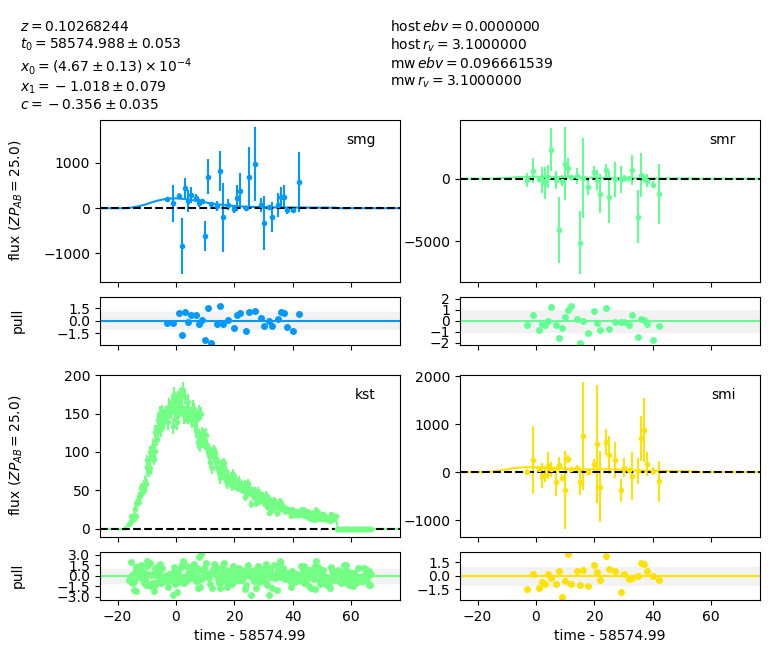 z = 0.10268244
t₀ = 58574.988 ± 0.053
x₀ = (4.67 ± 0.13) × 10⁻⁴
x₁ = −1.018 ± 0.079
c = −0.356 ± 0.035
host ebv = 0.0000000
host r_v = 3.1000000
mw ebv = 0.096661539
mw r_v = 3.1000000
flux (ZP_AB = 25.0)
1000
0
−1000
smg
0
−5000
smr
pull
1.5
0.0
−1.5
2
1
0
−1
−2
flux (ZP_AB = 25.0)
200
150
100
50
0
kst
2000
1000
0
−1000
smi
pull
3.0
1.5
0.0
−1.5
−3.0
1.5
0.0
−1.5
−20 0 20 40 60
−20 0 20 40 60
time - 58574.99
time - 58574.99